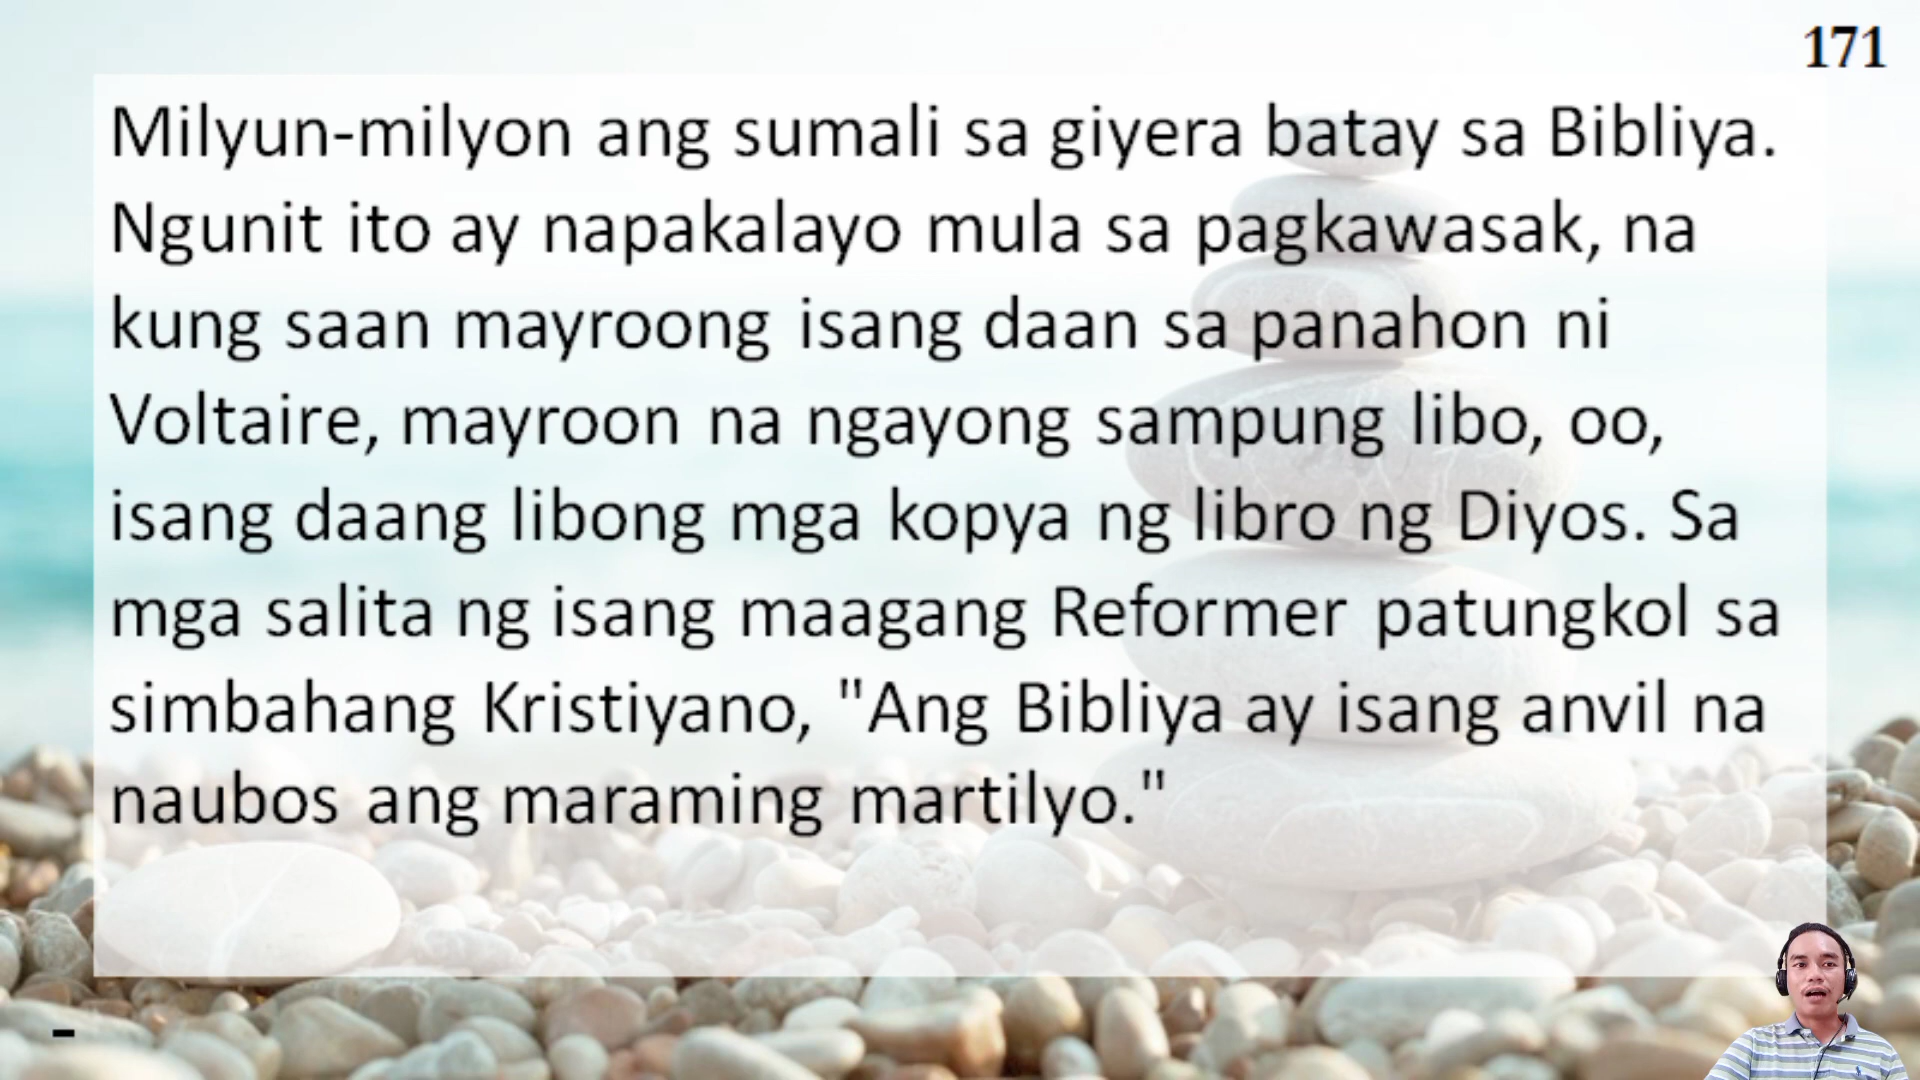 171
Milyun-milyon ang sumali sa giyera batay sa Bibliya.
Ngunit ito ay napakalayo mula sa pagkawasak, na
kung saan mayroong isang daan sa panahon ni
Voltaire, mayroon na ngayong sampung libo, oo,
isang daang libong mga kopya ng libro ng Diyos. Sa
mga salita ng isang maagang Reformer patungkol sa
simbahang Kristiyano, "Ang Bibliya ay isang anvil na
naubos ang maraming martilyo."
-